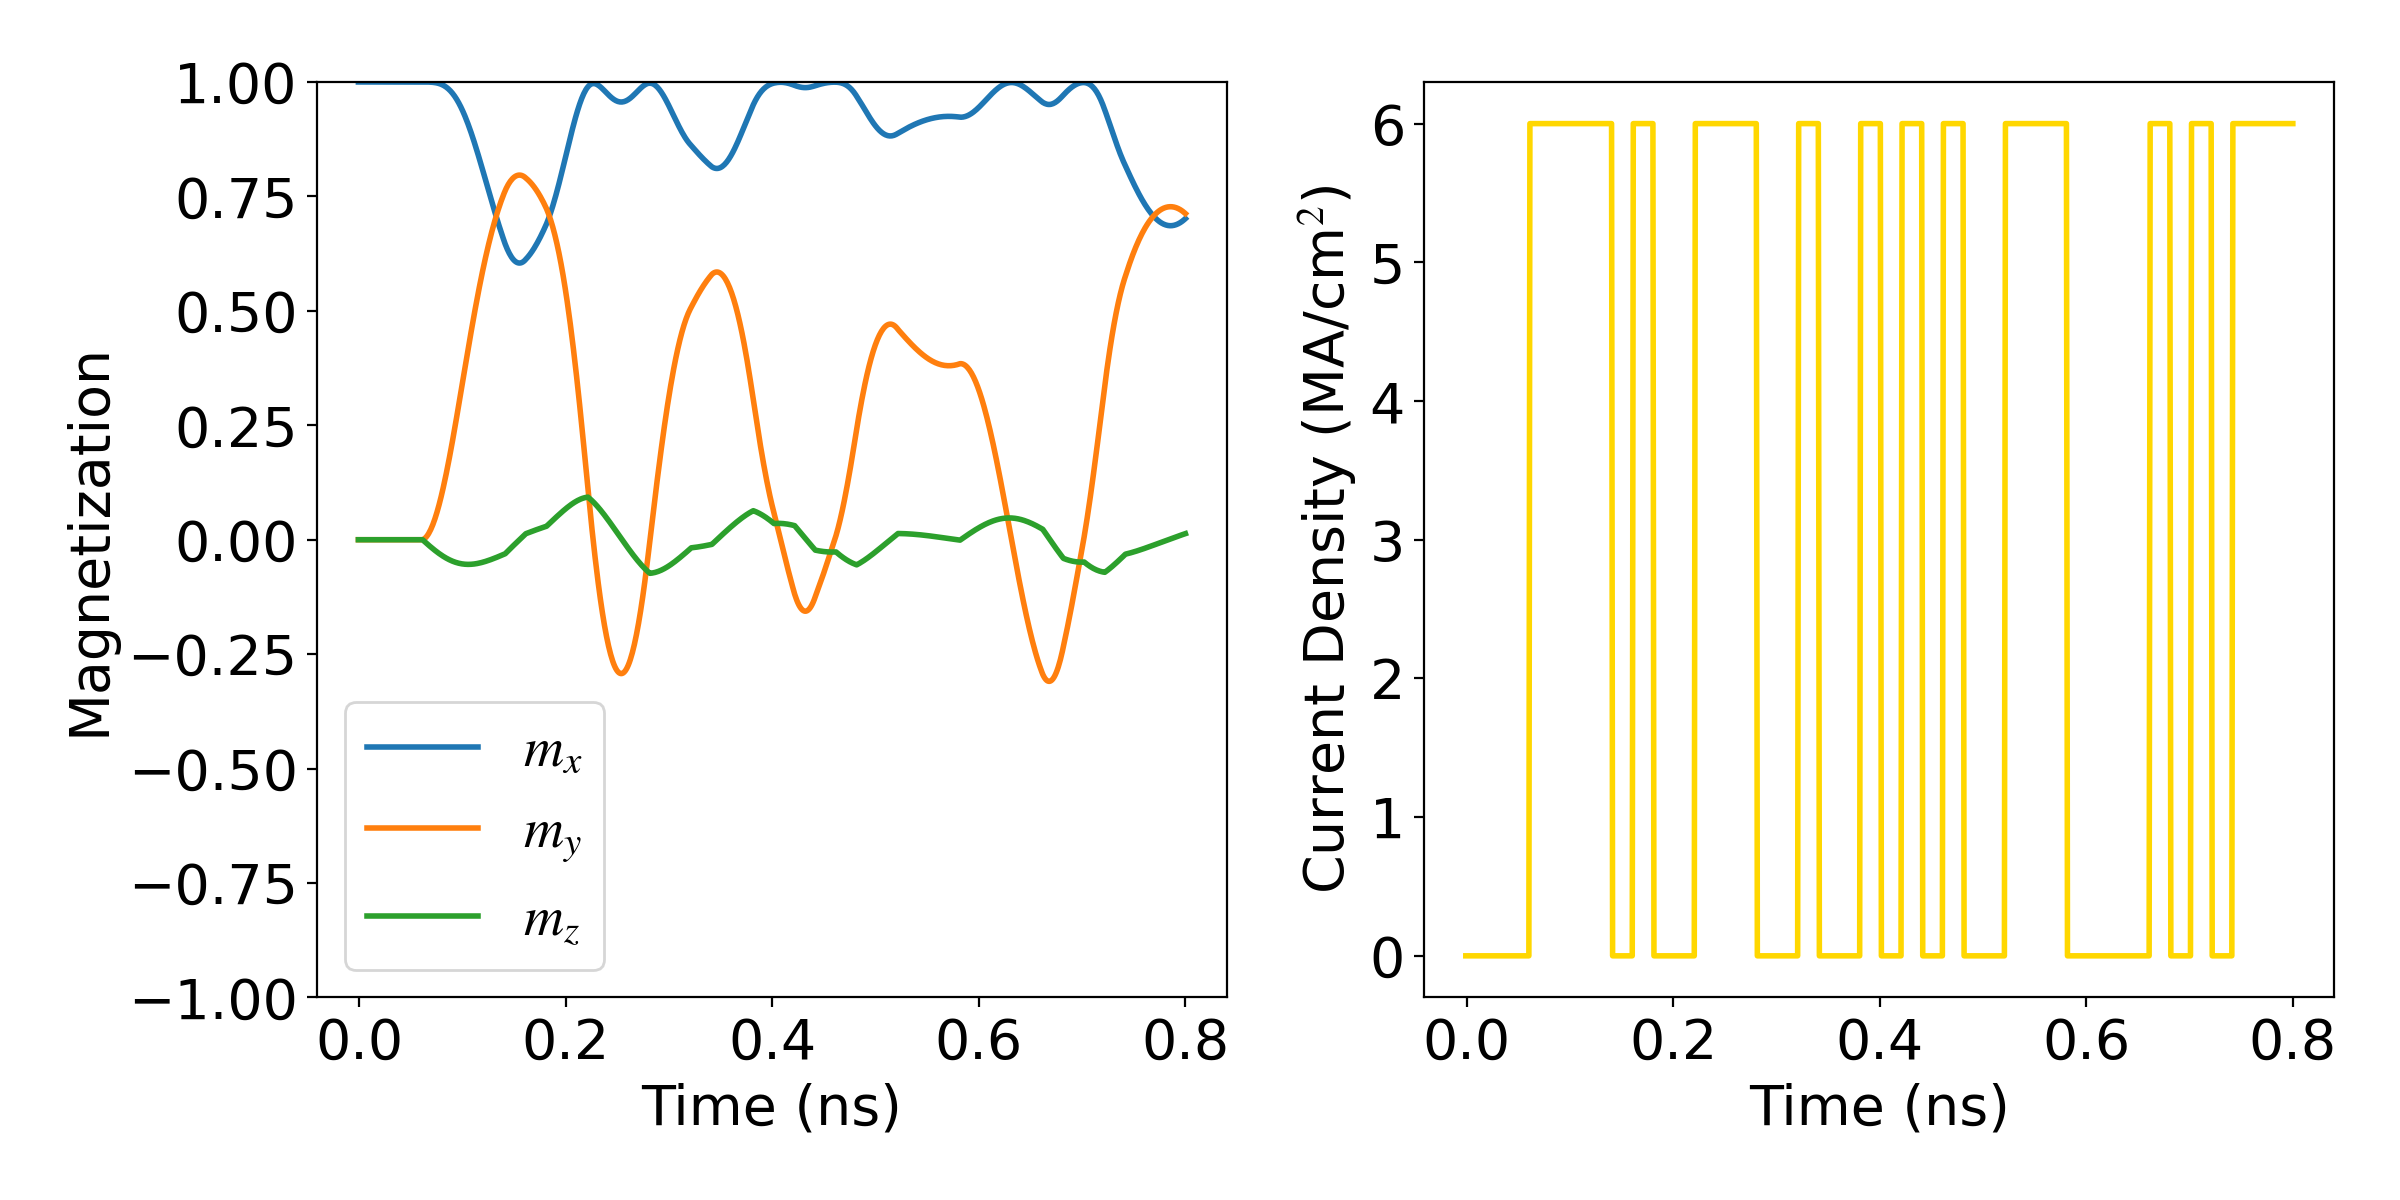 Magnetization
1.00
0.75
0.50
0.25
0.00
−0.25
−0.50
−0.75
−1.00
m_x
m_y
m_z
0.0 0.2 0.4 0.6 0.8
Time (ns)
Current Density (MA/cm²)
6
5
4
3
2
1
0
0.0 0.2 0.4 0.6 0.8
Time (ns)